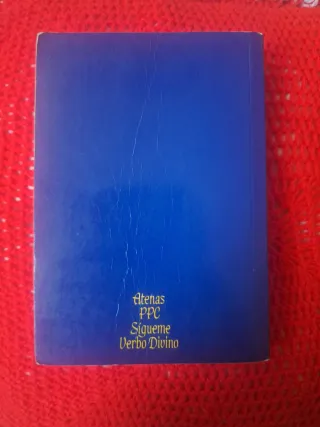 Atenas
PPC
Sígueme
Verbo Divino